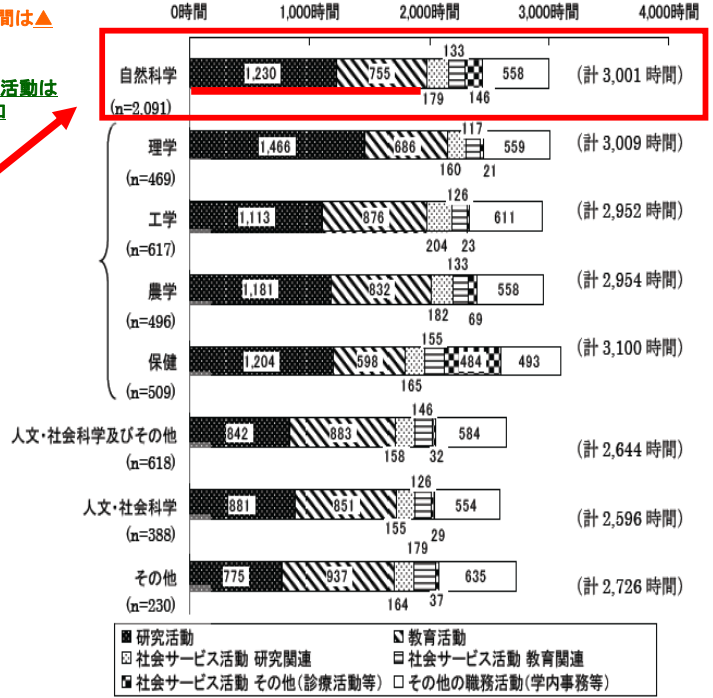 0時間 1,000時間 2,000時間 3,000時間 4,000時間
間は▲
活動は
自然科学 1,230 755 179 133 146 558 (計 3,001 時間)
(n=2,091)
理学 1,466 686 160 117 21 559 (計 3,009 時間)
(n=469)
工学 1,113 876 204 126 23 611 (計 2,952 時間)
(n=617)
農学 1,181 832 182 133 69 558 (計 2,954 時間)
(n=496)
保健 1,204 598 165 155 484 493 (計 3,100 時間)
(n=509)
人文・社会科学及びその他 842 883 158 146 32 584 (計 2,644 時間)
(n=618)
人文・社会科学 881 851 155 126 29 554 (計 2,596 時間)
(n=388)
その他 775 937 164 179 37 635 (計 2,726 時間)
(n=230)
研究活動 教育活動
社会サービス活動 研究関連 社会サービス活動 教育関連
社会サービス活動 その他(診療活動等) その他の職務活動(学内事務等)